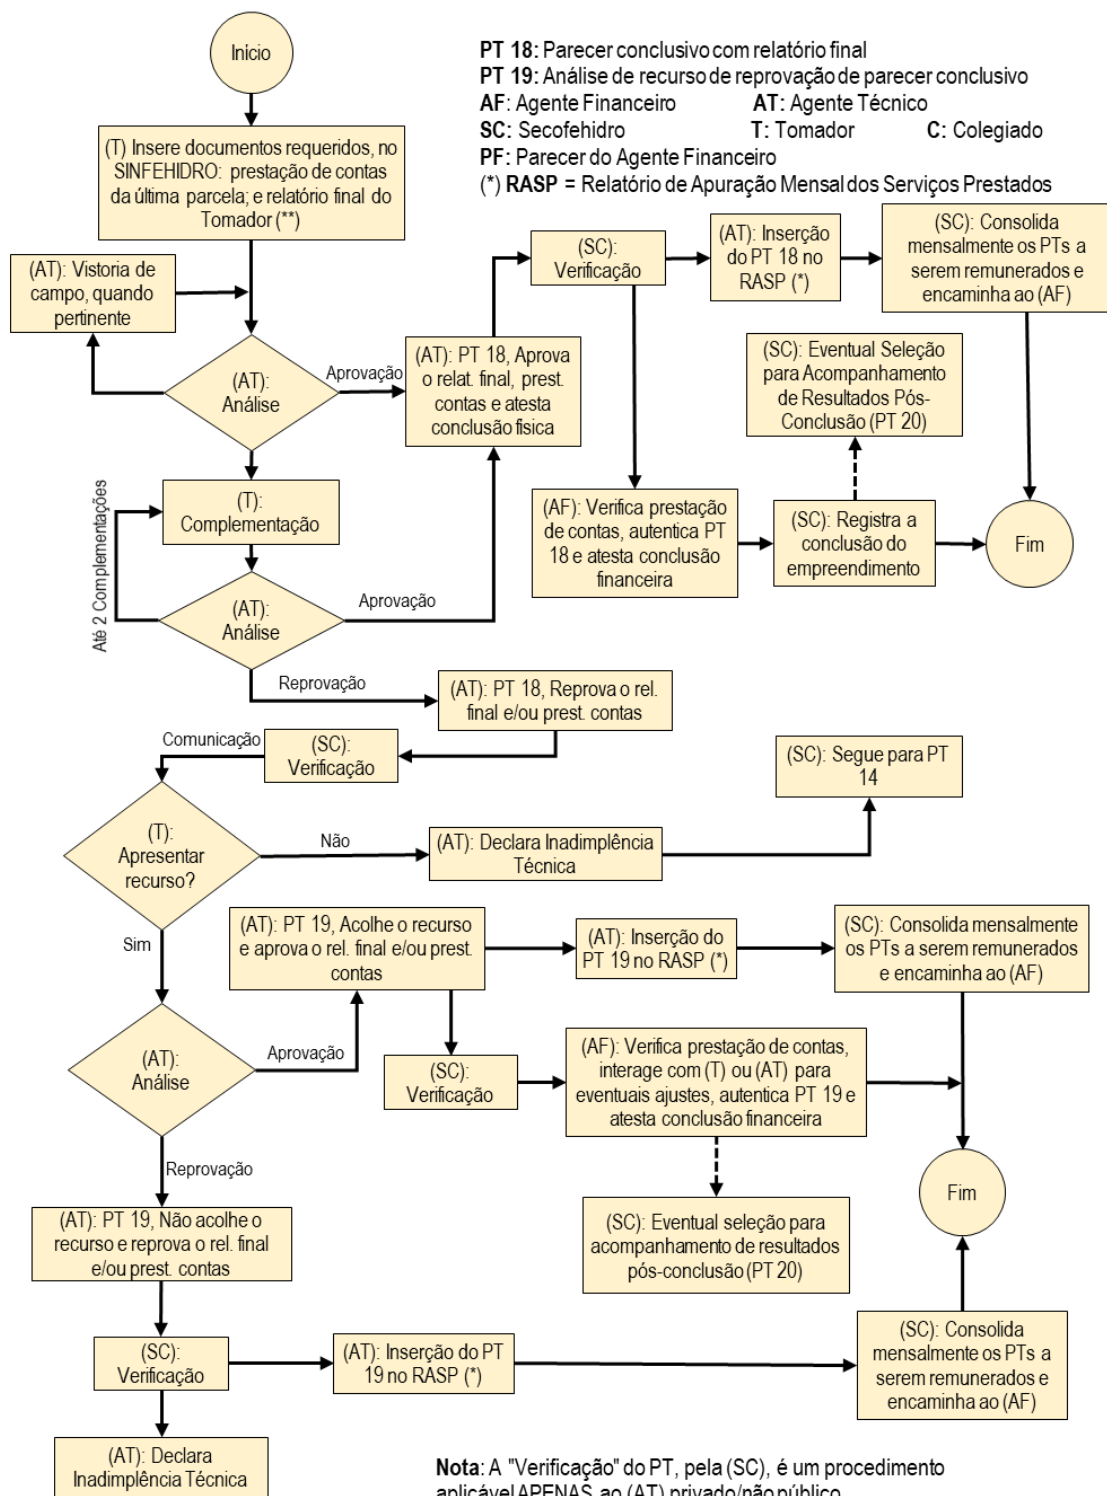 Início
PT 18: Parecer conclusivo com relatório final
PT 19: Análise de recurso de reprovação de parecer conclusivo
AF: Agente Financeiro AT: Agente Técnico
SC: Secofehidro T: Tomador C: Colegiado
PF: Parecer do Agente Financeiro
(*) RASP = Relatório de Apuração Mensal dos Serviços Prestados
(T) Insere documentos requeridos, no
SINFEHIDRO: prestação de contas
da última parcela; e relatório final do
Tomador (**)
(AT): Vistoria de
campo, quando
pertinente
(AT):
Análise
Aprovação
(AT): PT 18, Aprova
o relat. final, prest.
contas e atesta
conclusão física
(SC):
Verificação
(AT): Inserção
do PT 18 no
RASP (*)
(SC): Consolida
mensalmente os PTs a
serem remunerados e
encaminha ao (AF)
(SC): Eventual Seleção
para Acompanhamento
de Resultados Pós-
Conclusão (PT 20)
(T):
Complementação
Até 2 Complementações
(AF): Verifica prestação
de contas, autentica PT
18 e atesta conclusão
financeira
(SC): Registra a
conclusão do
empreendimento
Fim
(AT):
Análise
Aprovação
Reprovação
(AT): PT 18, Reprova o rel.
final e/ou prest. contas
Comunicação
(SC):
Verificação
(SC): Segue para PT
14
(T):
Apresentar
recurso?
Não
(AT): Declara Inadimplência
Técnica
Sim
(AT): PT 19, Acolhe o recurso
e aprova o rel. final e/ou prest.
contas
(AT): Inserção do
PT 19 no RASP (*)
(SC): Consolida mensalmente
os PTs a serem remunerados
e encaminha ao (AF)
(AT):
Análise
Aprovação
(SC):
Verificação
(AF): Verifica prestação de contas,
interage com (T) ou (AT) para
eventuais ajustes, autentica PT 19 e
atesta conclusão financeira
Reprovação
Fim
(AT): PT 19, Não acolhe o
recurso e reprova o rel. final
e/ou prest. contas
(SC): Eventual seleção para
acompanhamento de resultados
pós-conclusão (PT 20)
(SC):
Verificação
(AT): Inserção do PT
19 no RASP (*)
(SC): Consolida
mensalmente os PTs a
serem remunerados e
encaminha ao (AF)
(AT): Declara
Inadimplência Técnica
Nota: A "Verificação" do PT, pela (SC), é um procedimento
aplicável APENAS ao (AT) privado/não público